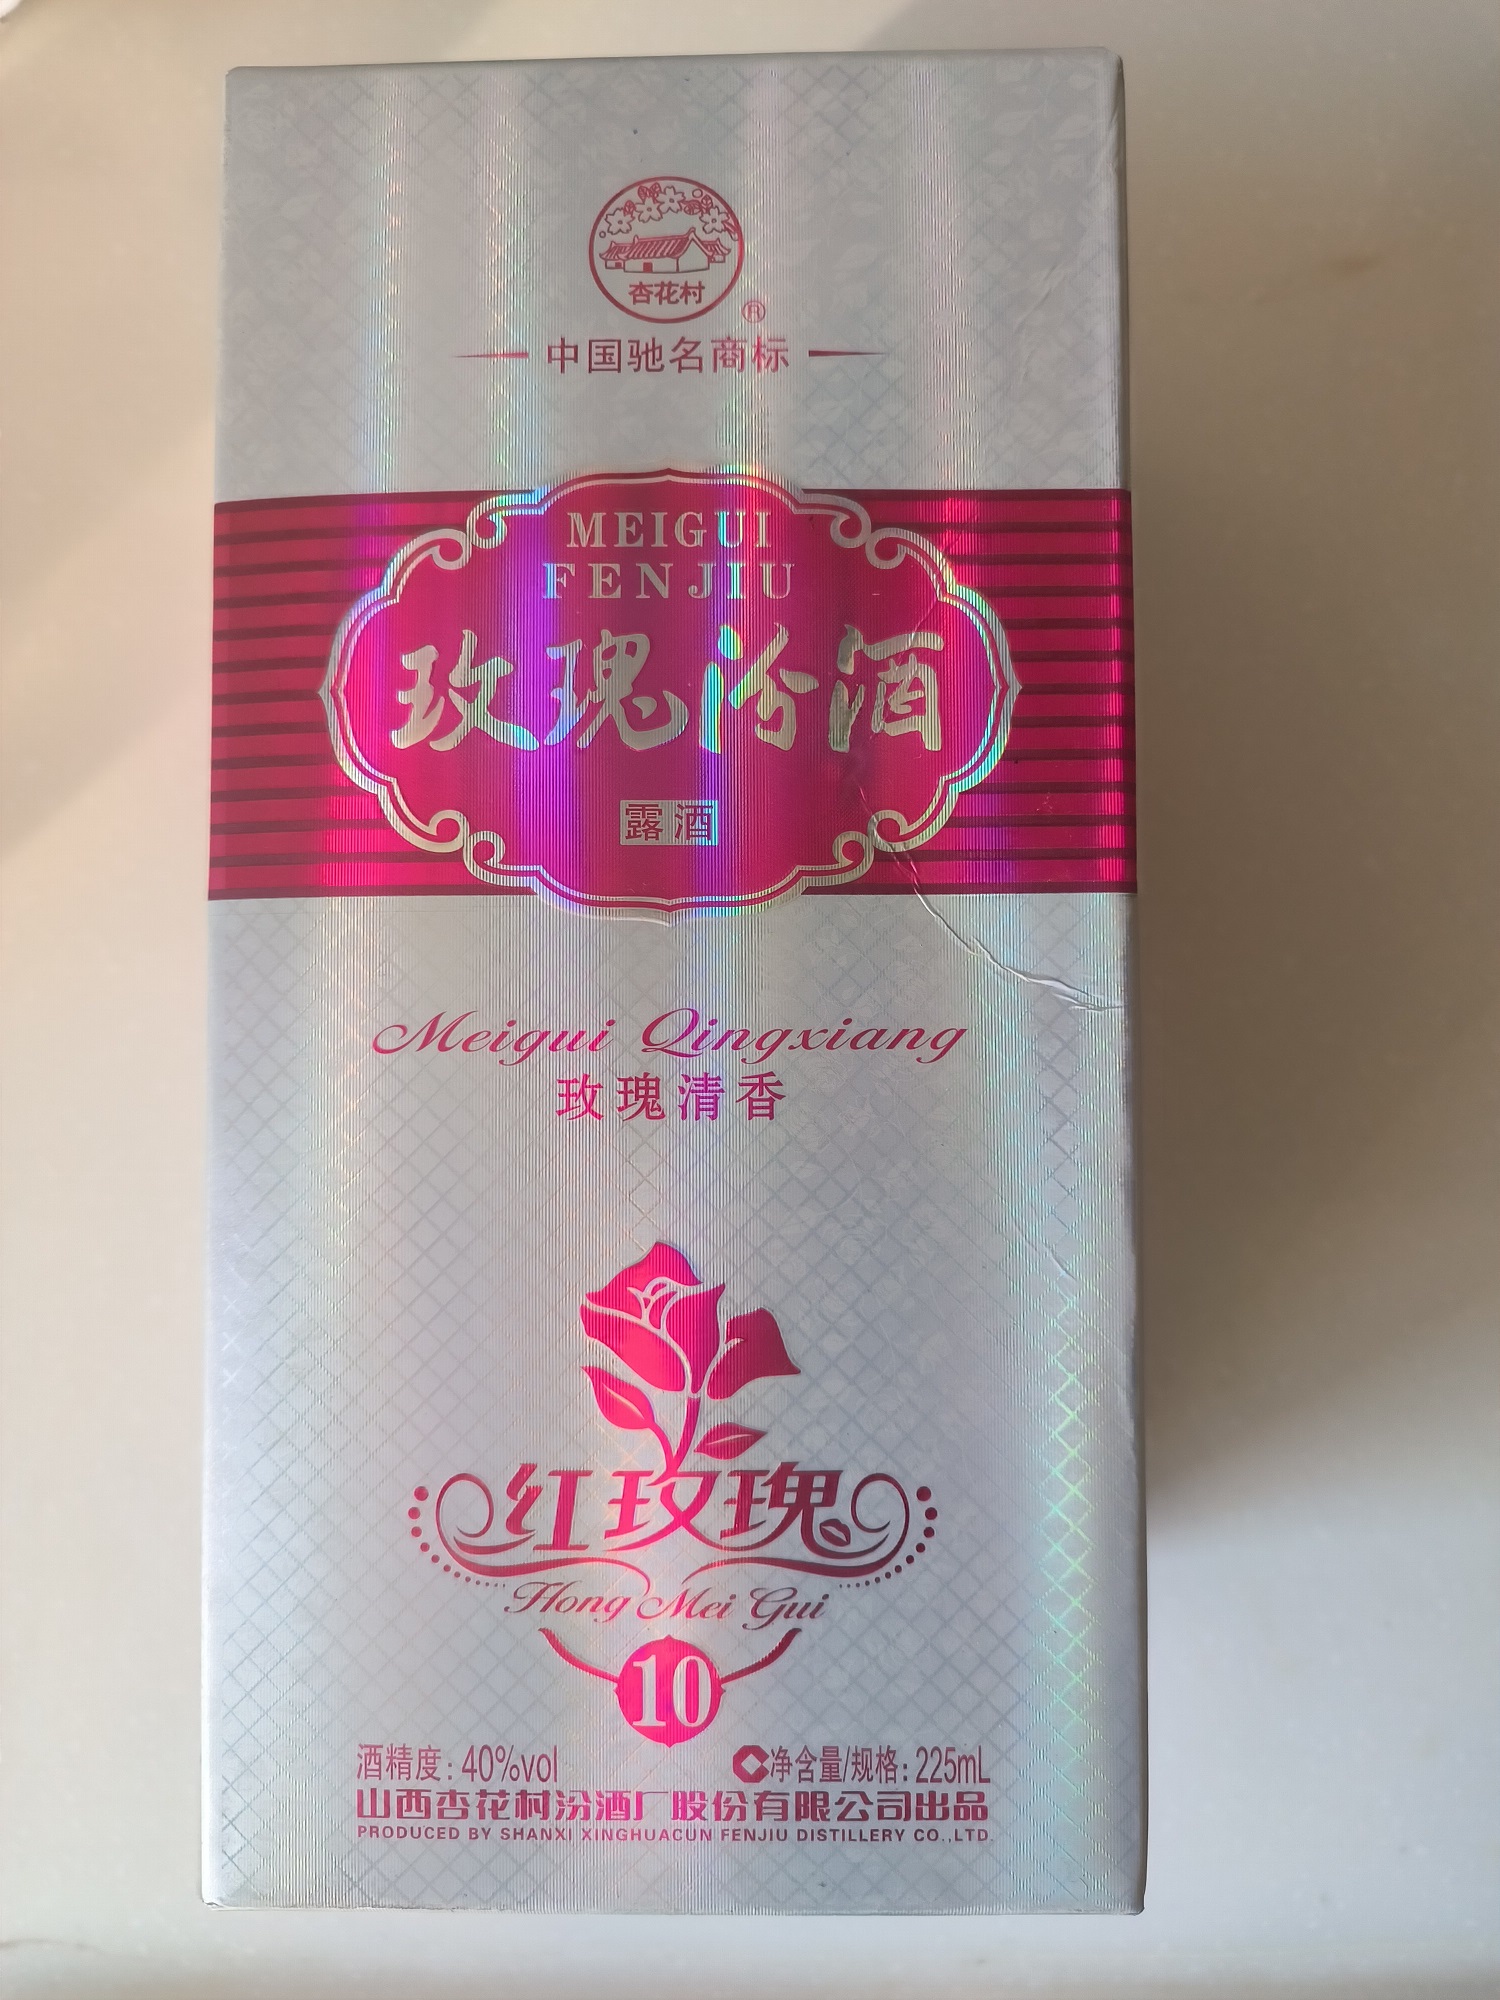 杏花村
®
中国驰名商标
MEIGUI
FENJIU
玫瑰汾酒
露酒
Meigui Qingxiang
玫瑰清香
红玫瑰
Hong Mei Gui
10
酒精度:40%vol 净含量/规格:225mL
山西杏花村汾酒厂股份有限公司出品
PRODUCED BY SHANXI XINGHUACUN FENJIU DISTILLERY CO.,LTD.